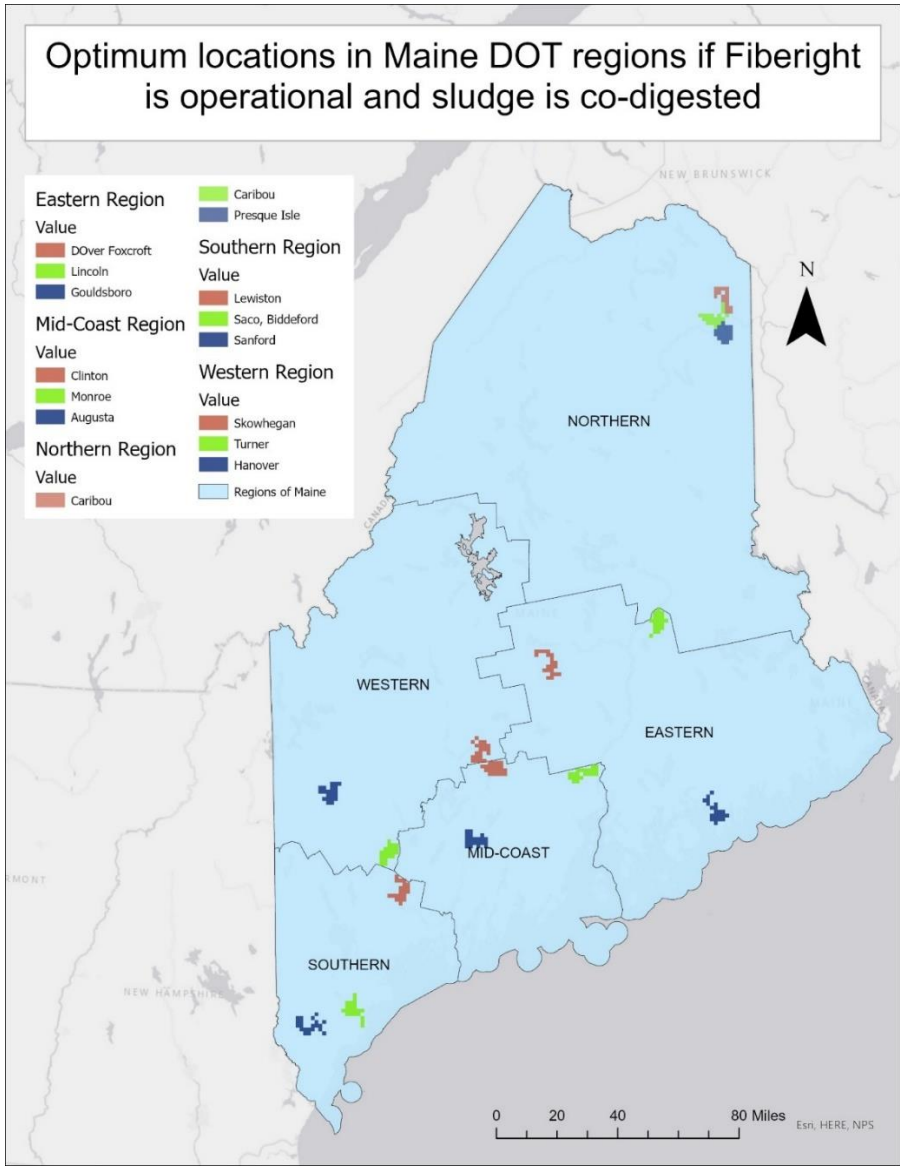 Optimum locations in Maine DOT regions if Fiberight
is operational and sludge is co-digested
Eastern Region
Value
DOver Foxcroft
Lincoln
Gouldsboro
Mid-Coast Region
Value
Clinton
Monroe
Augusta
Northern Region
Value
Caribou
Caribou
Presque Isle
Southern Region
Value
Lewiston
Saco, Biddeford
Sanford
Western Region
Value
Skowhegan
Turner
Hanover
Regions of Maine
NEW BRUNSWICK
N
NORTHERN
CANADA
MAINE
WESTERN
EASTERN
CANADA
MID-COAST
ERMONT
SOUTHERN
NEW HAMPSHIRE
0 20 40 80 Miles
Esri, HERE, NPS